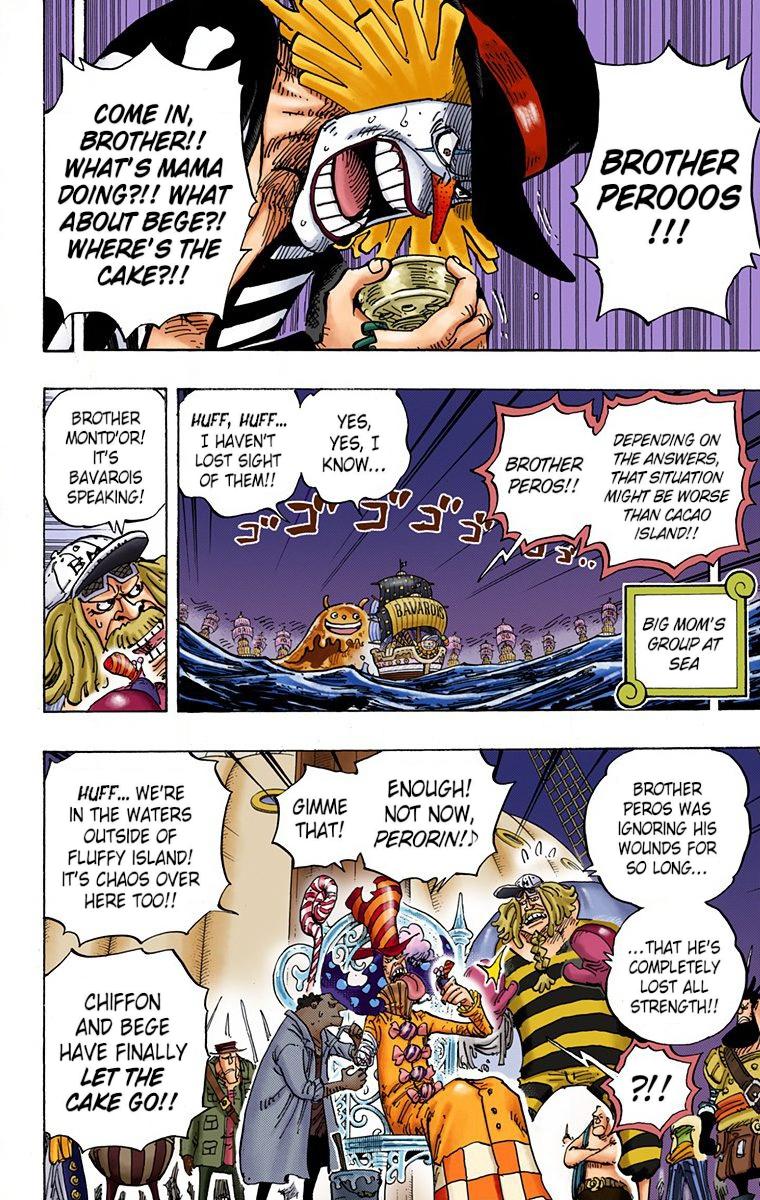 BROTHER
PEROOOS
!!!
COME IN,
BROTHER!!
WHAT'S MAMA
DOING?!! WHAT
ABOUT BEGE?!
WHERE'S THE
CAKE?!!
DEPENDING ON
THE ANSWERS,
THAT SITUATION
MIGHT BE WORSE
THAN CACAO
ISLAND!!
BROTHER
PEROS!!
BIG MOM'S
GROUP AT
SEA
YES,
YES, I
KNOW...
HUFF, HUFF...
I HAVEN'T
LOST SIGHT
OF THEM!!
ゴゴゴゴゴゴ..
BAVAROIS
BROTHER
MONTD'OR!
IT'S
BAVAROIS
SPEAKING!
BA
BROTHER
PEROS WAS
IGNORING HIS
WOUNDS FOR
SO LONG...
...THAT HE'S
COMPLETELY
LOST ALL
STRENGTH!!
?!!
ENOUGH!
NOT NOW,
PERORIN!♪
GIMME
THAT!
HUFF... WE'RE
IN THE WATERS
OUTSIDE OF
FLUFFY ISLAND!
IT'S CHAOS OVER
HERE TOO!!
CHIFFON
AND BEGE
HAVE FINALLY
LET THE
CAKE GO!!